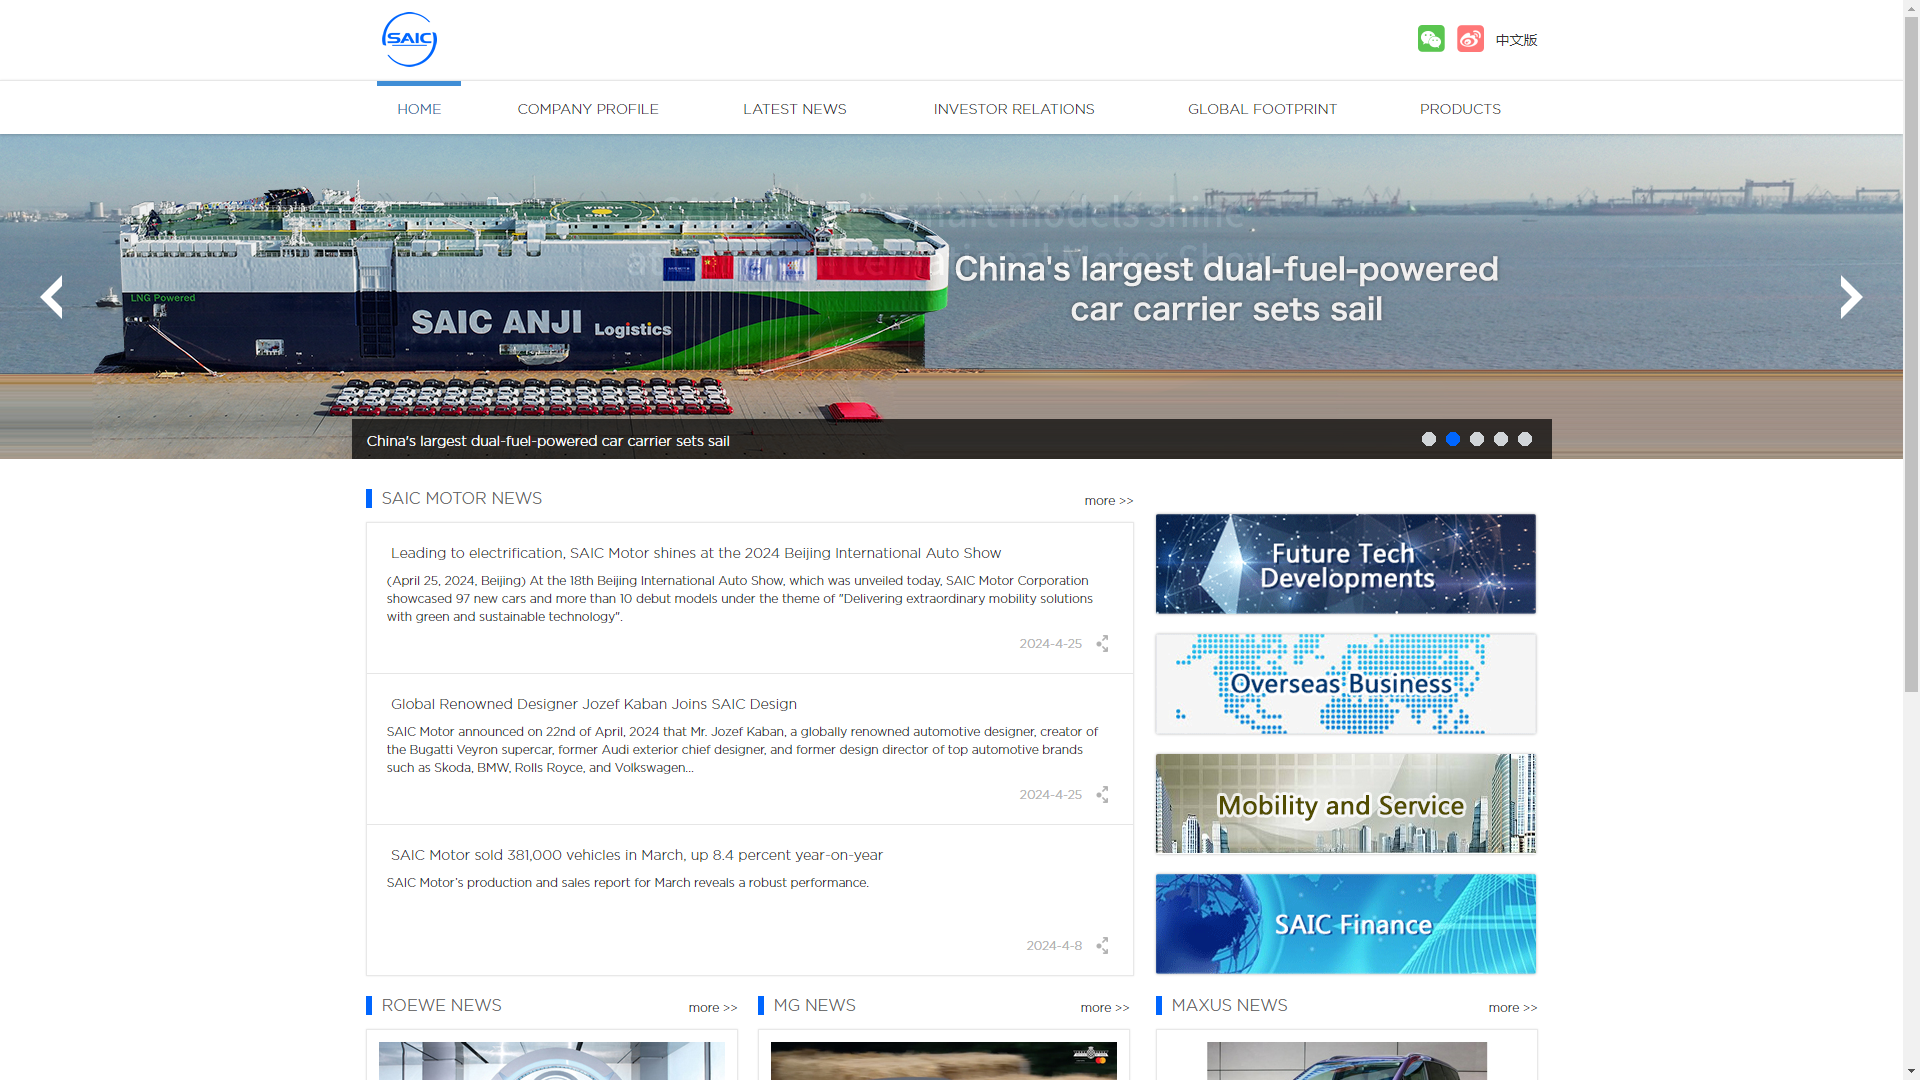 SAIC
中文版
HOME
COMPANY PROFILE
LATEST NEWS
INVESTOR RELATIONS
GLOBAL FOOTPRINT
PRODUCTS
China's largest dual-fuel-powered
car carrier sets sail
LNG Powered
SAIC ANJI Logistics
China's largest dual-fuel-powered car carrier sets sail
SAIC MOTOR NEWS
more >>
Leading to electrification, SAIC Motor shines at the 2024 Beijing International Auto Show
(April 25, 2024, Beijing) At the 18th Beijing International Auto Show, which was unveiled today, SAIC Motor Corporation
showcased 97 new cars and more than 10 debut models under the theme of "Delivering extraordinary mobility solutions
with green and sustainable technology".
2024-4-25
Global Renowned Designer Jozef Kaban Joins SAIC Design
SAIC Motor announced on 22nd of April, 2024 that Mr. Jozef Kaban, a globally renowned automotive designer, creator of
the Bugatti Veyron supercar, former Audi exterior chief designer, and former design director of top automotive brands
such as Skoda, BMW, Rolls Royce, and Volkswagen...
2024-4-25
SAIC Motor sold 381,000 vehicles in March, up 8.4 percent year-on-year
SAIC Motor's production and sales report for March reveals a robust performance.
2024-4-8
Future Tech
Developments
Overseas Business
Mobility and Service
SAIC Finance
ROEWE NEWS
more >>
MG NEWS
more >>
MAXUS NEWS
more >>